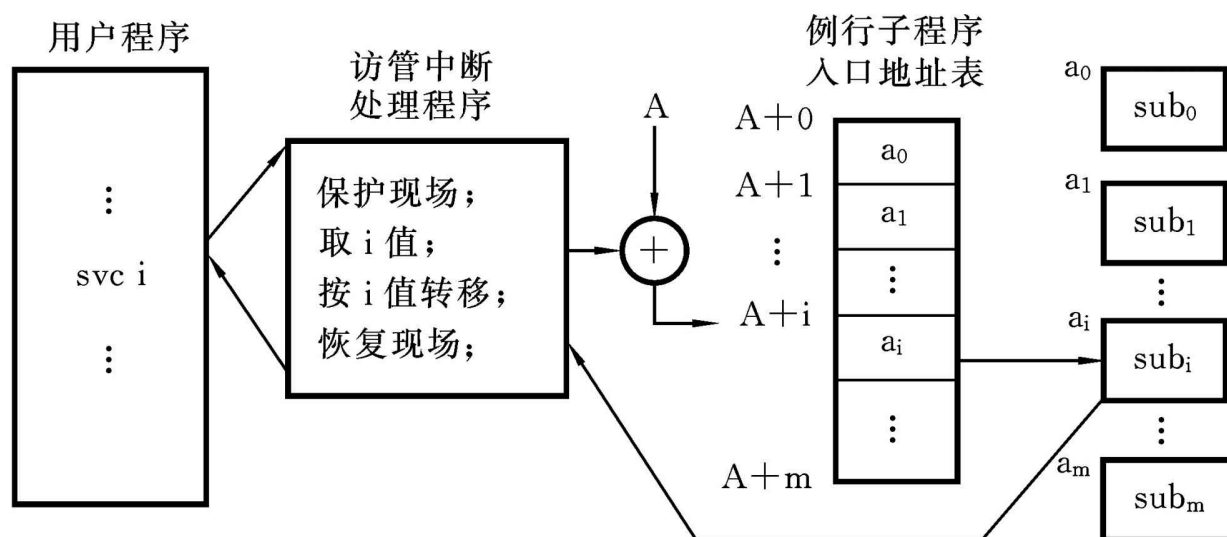 用户程序
⋮
svc i
⋮
访管中断
处理程序
保护现场；
取 i 值；
按 i 值转移；
恢复现场；
A
+
例行子程序
入口地址表
A+0
A+1
⋮
A+i
A+m
a₀
a₁
⋮
aᵢ
⋮
a₀
sub₀
a₁
sub₁
⋮
aᵢ
subᵢ
⋮
aₘ
subₘ